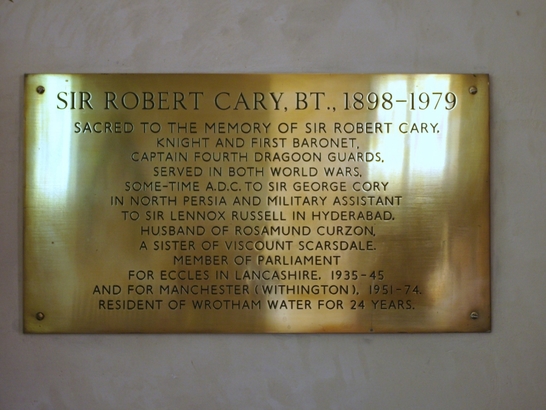 SIR ROBERT CARY, BT., 1898-1979
SACRED TO THE MEMORY OF SIR ROBERT CARY.
KNIGHT AND FIRST BARONET,
CAPTAIN FOURTH DRAGOON GUARDS,
SERVED IN BOTH WORLD WARS,
SOME-TIME A.D.C. TO SIR GEORGE CORY
IN NORTH PERSIA AND MILITARY ASSISTANT
TO SIR LENNOX RUSSELL IN HYDERABAD.
HUSBAND OF ROSAMUND CURZON,
A SISTER OF VISCOUNT SCARSDALE.
MEMBER OF PARLIAMENT
FOR ECCLES IN LANCASHIRE, 1935-45
AND FOR MANCHESTER (WITHINGTON), 1951-74.
RESIDENT OF WROTHAM WATER FOR 24 YEARS.